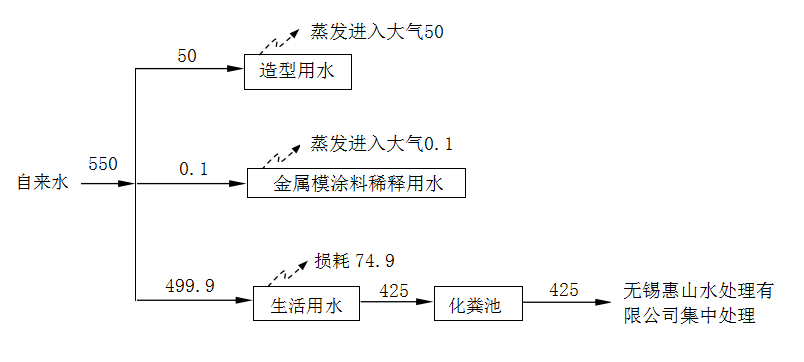 蒸发进入大气50
50
造型用水
蒸发进入大气0.1
550
0.1
自来水
金属模涂料稀释用水
损耗 74.9
499.9
425
425
生活用水
化粪池
无锡惠山水处理有
限公司集中处理